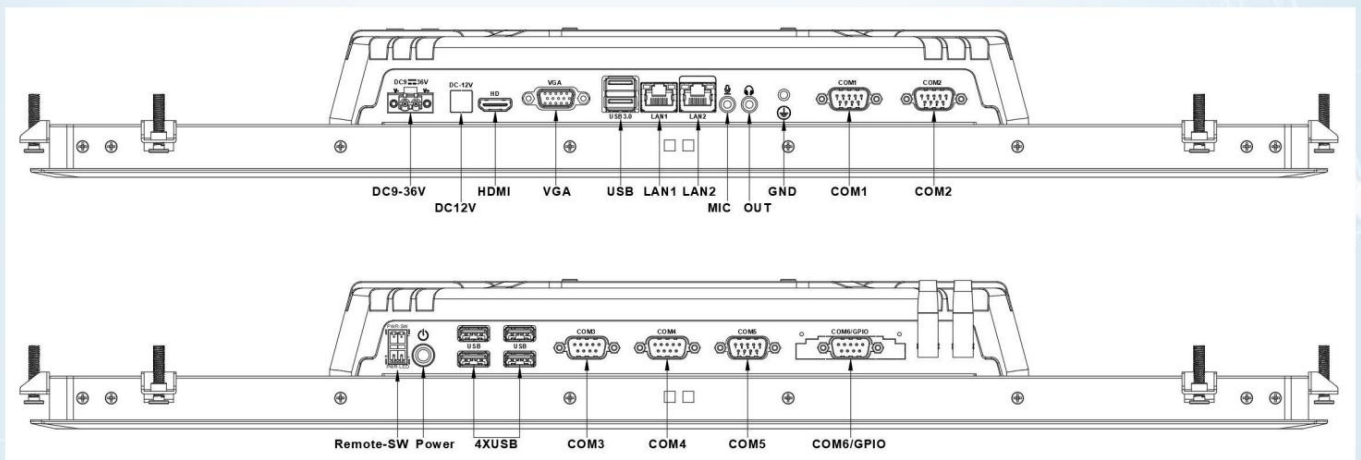 DC9 36V
DC-12V
HD
VGA
USB3.0
LAN1
LAN2
COM1
COM2
DC9-36V
DC12V
HDMI
VGA
USB
LAN1
LAN2
MIC
OUT
GND
COM1
COM2
PWR-SW
PWR-LED
USB
USB
COM3
COM4
COM5
COM6/GPIO
Remote-SW
Power
4XUSB
COM3
COM4
COM5
COM6/GPIO